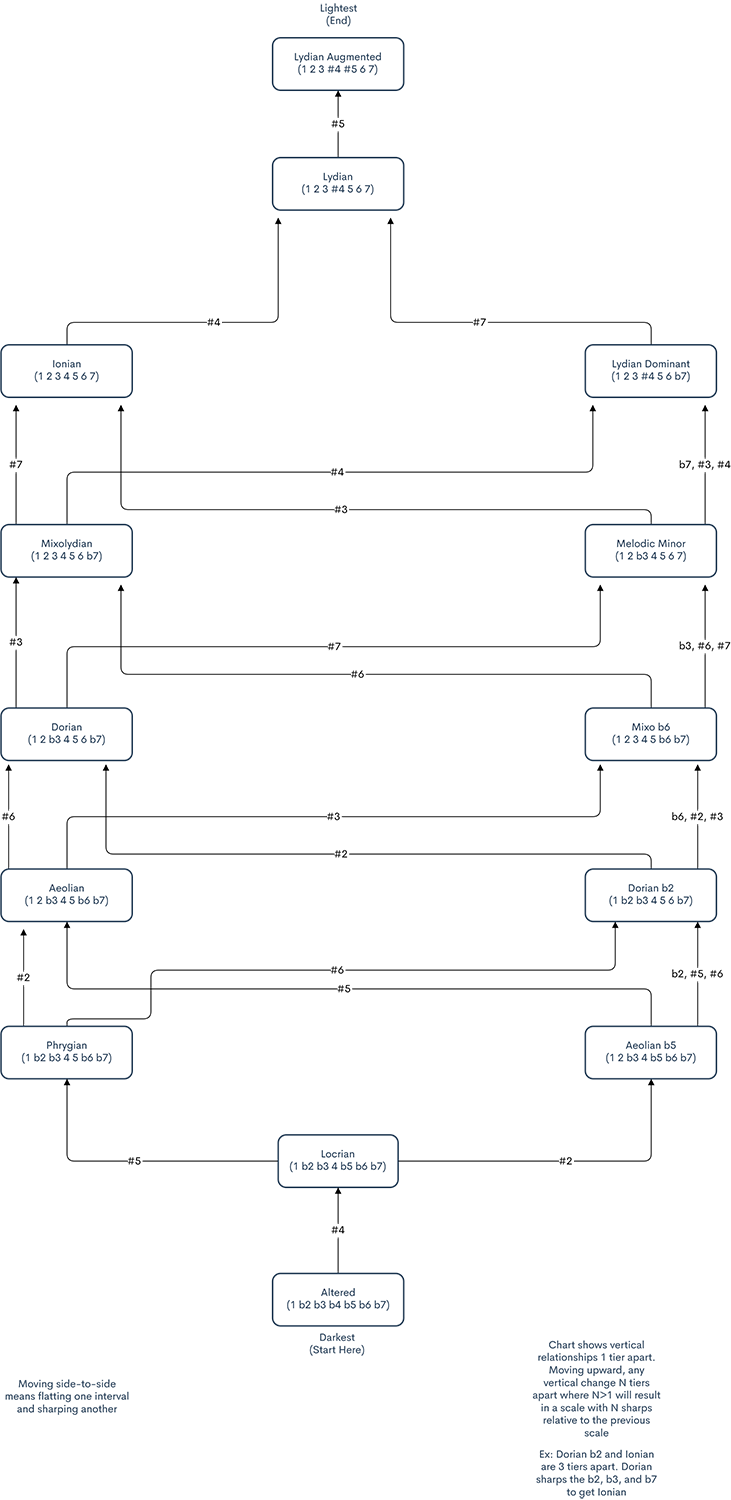 Lightest
(End)
Lydian Augmented
(1 2 3 #4 #5 6 7)
#5
Lydian
(1 2 3 #4 5 6 7)
#4
#7
Ionian
(1 2 3 4 5 6 7)
Lydian Dominant
(1 2 3 #4 5 6 b7)
#7
#4
b7, #3, #4
#3
Mixolydian
(1 2 3 4 5 6 b7)
Melodic Minor
(1 2 b3 4 5 6 7)
#3
#7
b3, #6, #7
#6
Dorian
(1 2 b3 4 5 6 b7)
Mixo b6
(1 2 3 4 5 b6 b7)
#6
#3
b6, #2, #3
#2
Aeolian
(1 2 b3 4 5 b6 b7)
Dorian b2
(1 b2 b3 4 5 6 b7)
#2
#6
b2, #5, #6
#5
Phrygian
(1 b2 b3 4 5 b6 b7)
Aeolian b5
(1 2 b3 4 b5 b6 b7)
#5
Locrian
(1 b2 b3 4 b5 b6 b7)
#2
#4
Altered
(1 b2 b3 b4 b5 b6 b7)
Darkest
(Start Here)
Moving side-to-side
means flatting one interval
and sharping another
Chart shows vertical
relationships 1 tier apart.
Moving upward, any
vertical change N tiers
apart where N>1 will result
in a scale with N sharps
relative to the previous
scale
Ex: Dorian b2 and Ionian
are 3 tiers apart. Dorian
sharps the b2, b3, and b7
to get Ionian